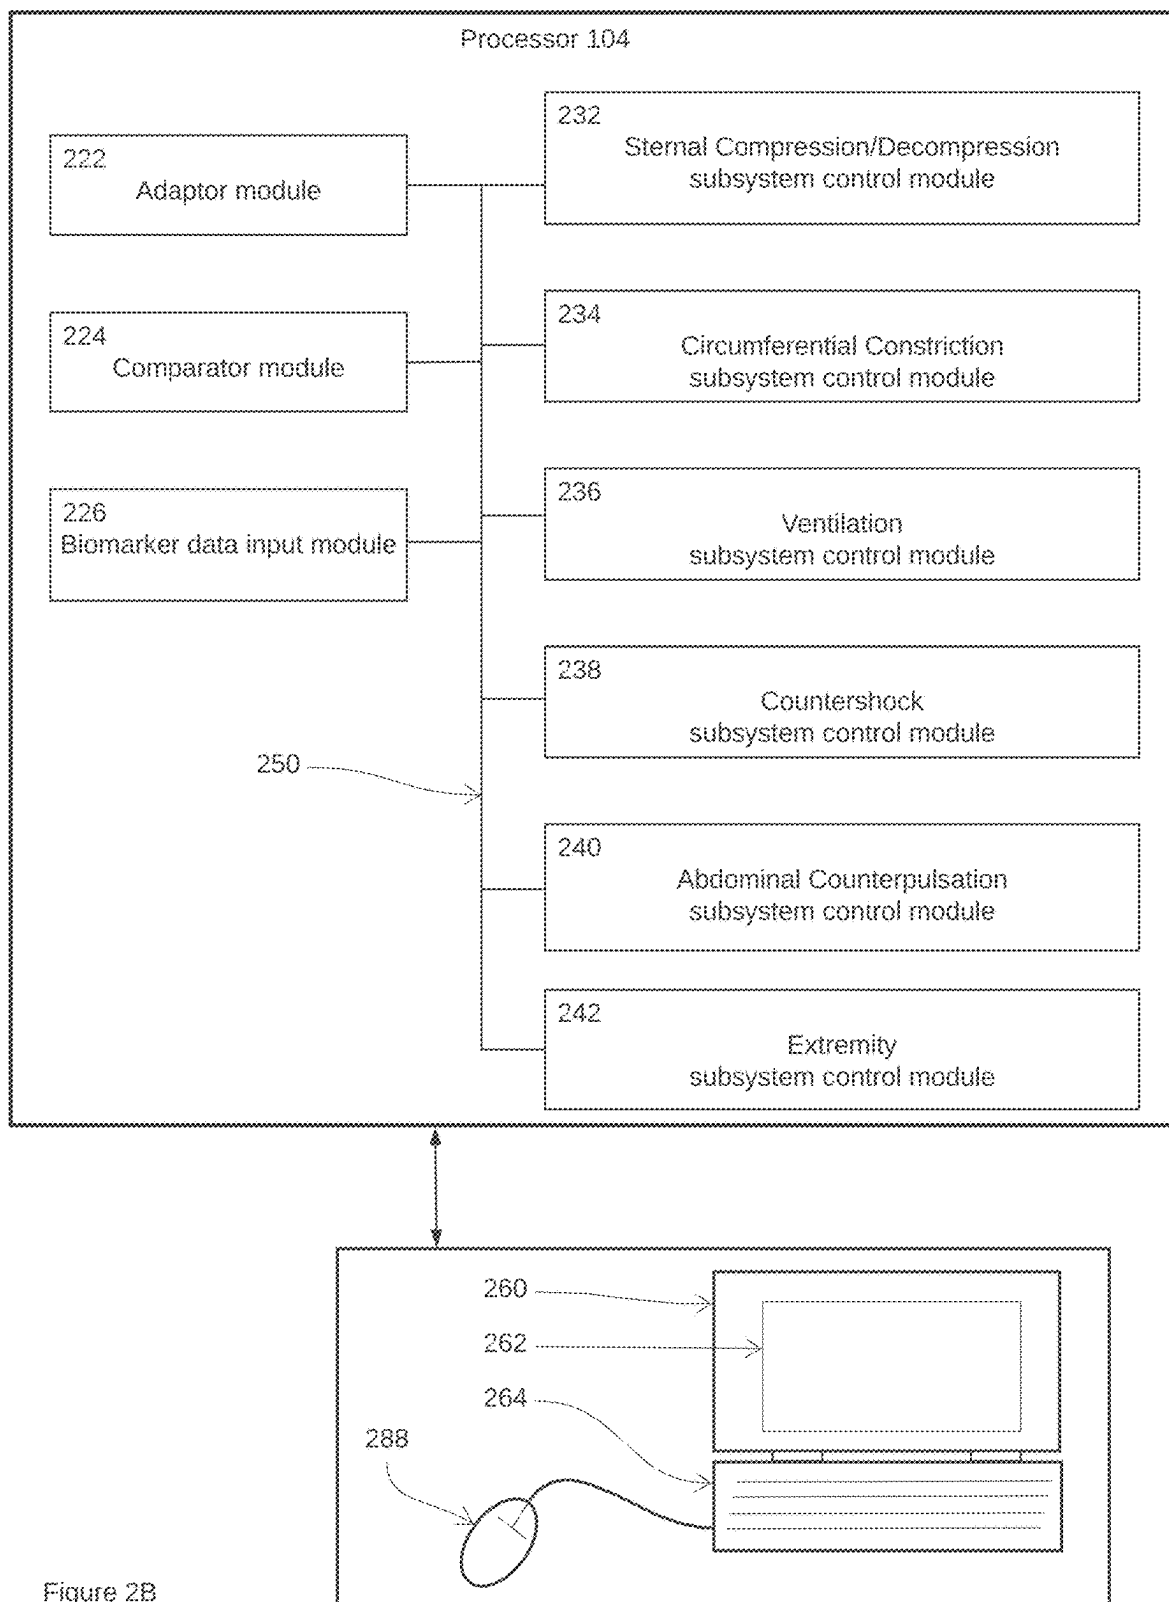 Processor 104
222
Adaptor module
224
Comparator module
226
Biomarker data input module
232
Sternal Compression/Decompression
subsystem control module
234
Circumferential Constriction
subsystem control module
236
Ventilation
subsystem control module
238
Countershock
subsystem control module
240
Abdominal Counterpulsation
subsystem control module
242
Extremity
subsystem control module
250
260
262
264
288
Figure 2B